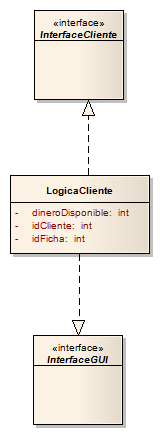 «interface»
InterfaceCliente
LogicaCliente
- dineroDisponible: int
- idCliente: int
- idFicha: int
«interface»
InterfaceGUI